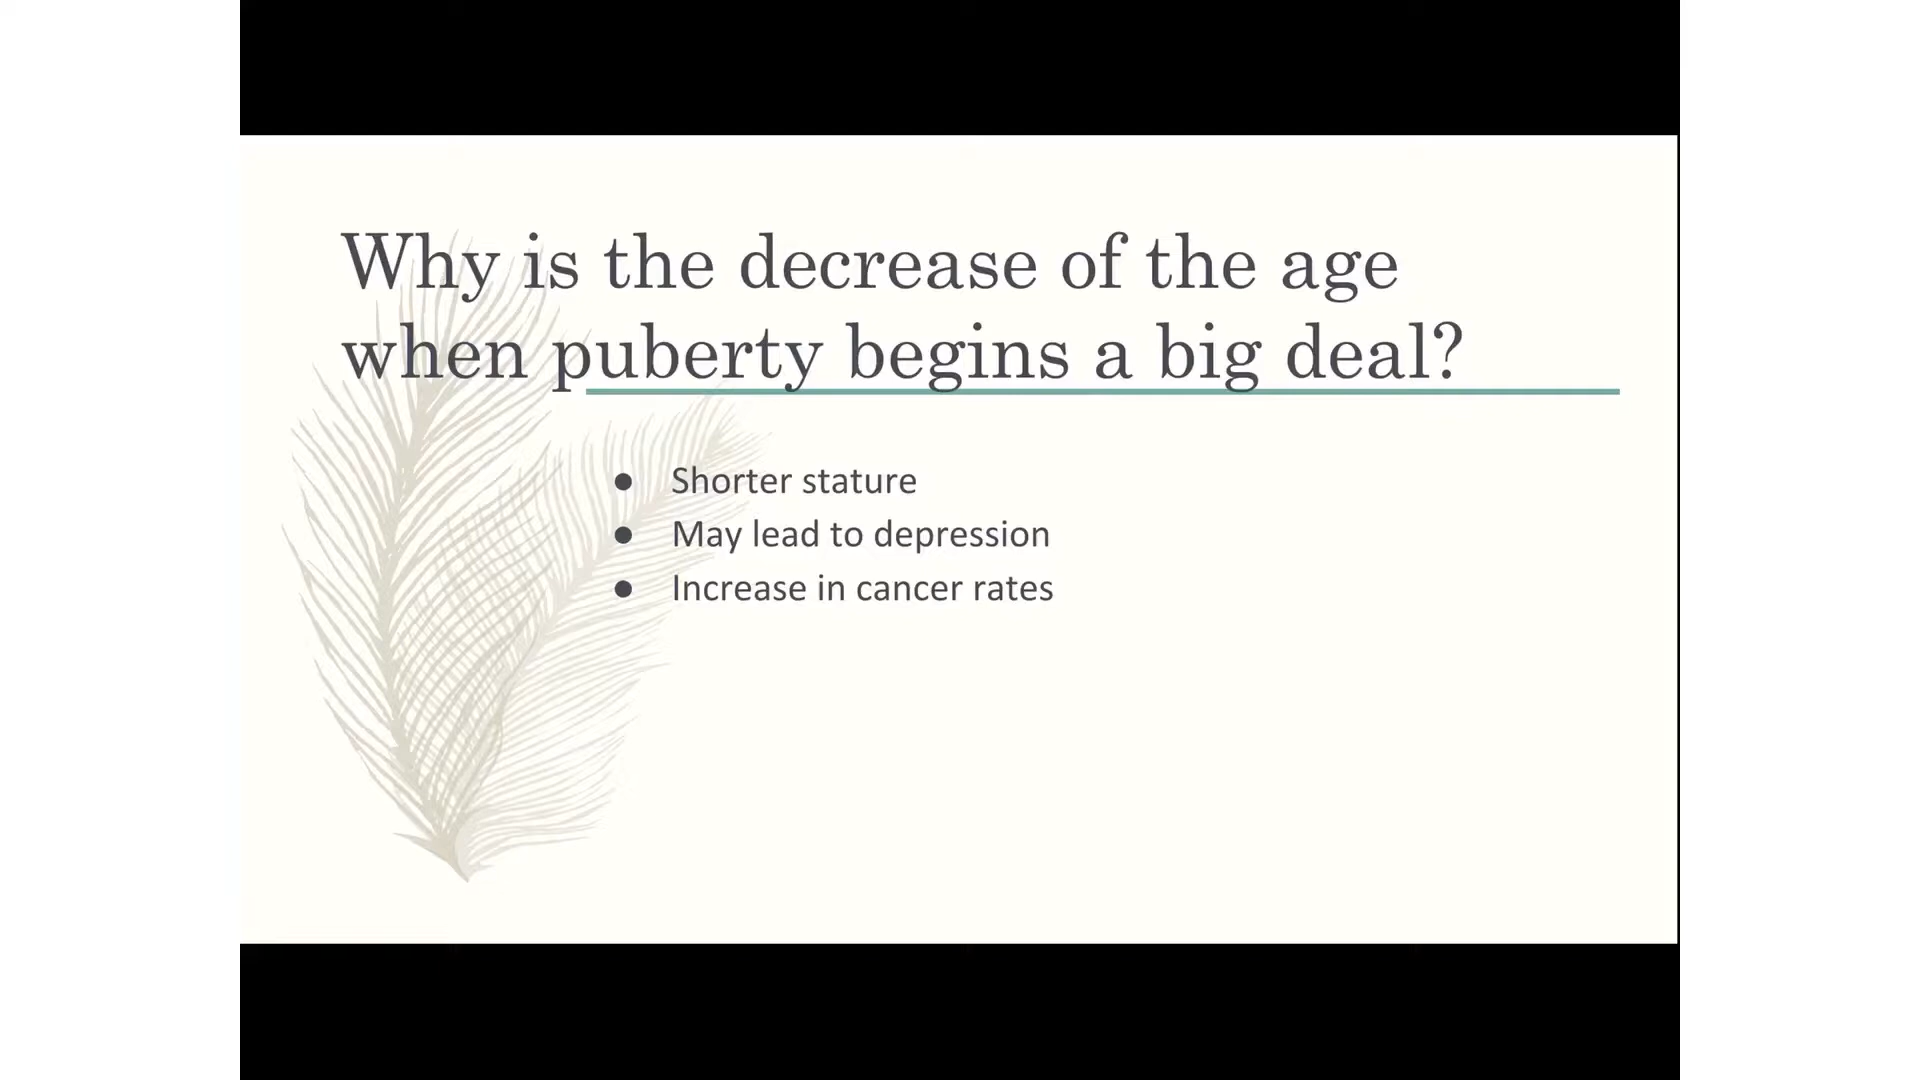 Why is the decrease of the age
when puberty begins a big deal?
● Shorter stature
● May lead to depression
● Increase in cancer rates